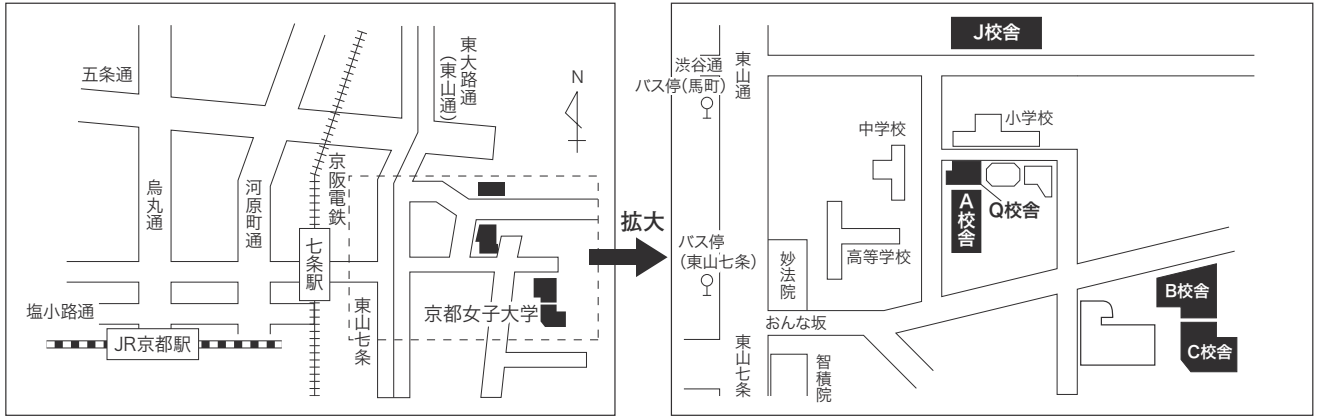 五条通
東大路通
(東山通)
N
京阪電鉄
烏丸通
河原町通
七条駅
塩小路通
JR京都駅
東山七条
京都女子大学
拡大
J校舎
渋谷通
バス停(馬町)
東山通
中学校
小学校
A校舎
Q校舎
高等学校
バス停
(東山七条)
妙法院
おんな坂
B校舎
C校舎
東山七条
智積院